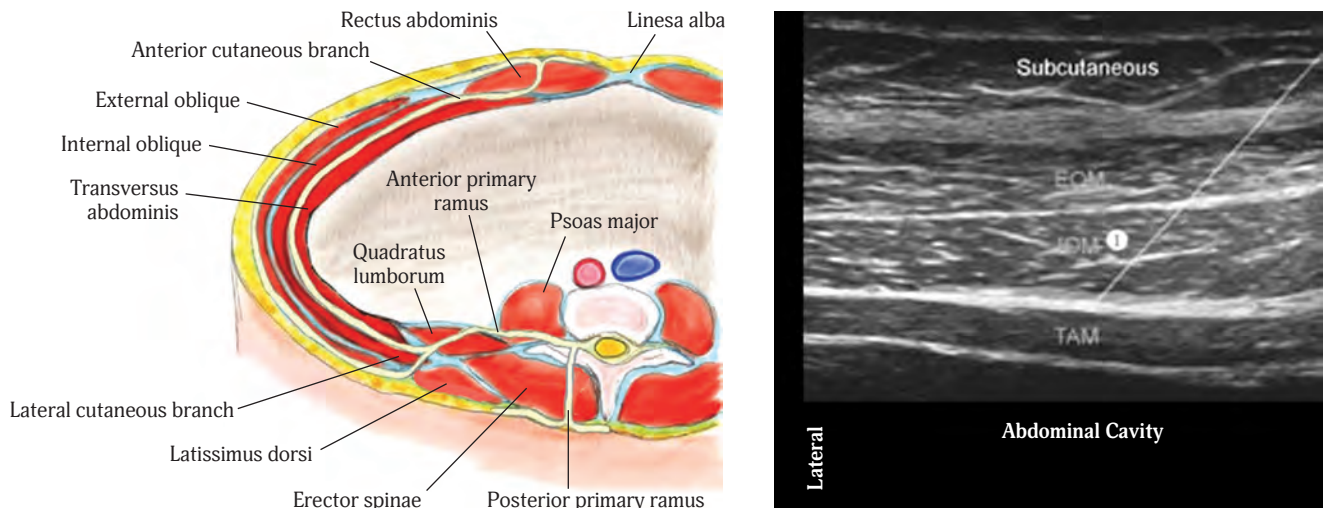 Rectus abdominis
Linesa alba
Anterior cutaneous branch
External oblique
Internal oblique
Transversus
abdominis
Anterior primary
ramus
Psoas major
Quadratus
lumborum
Lateral cutaneous branch
Latissimus dorsi
Erector spinae
Posterior primary ramus
Subcutaneous
EOM
IOM
1
TAM
Lateral
Abdominal Cavity